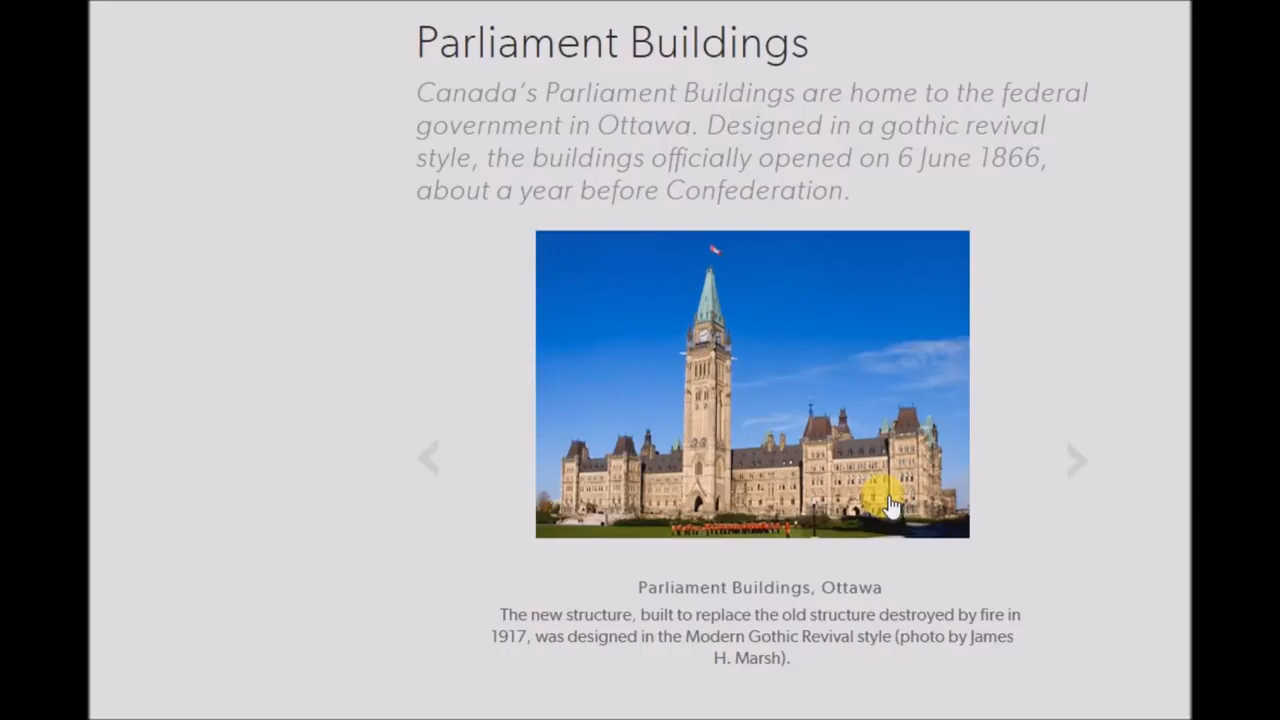 Parliament Buildings
Canada's Parliament Buildings are home to the federal
government in Ottawa. Designed in a gothic revival
style, the buildings officially opened on 6 June 1866,
about a year before Confederation.
Parliament Buildings, Ottawa
The new structure, built to replace the old structure destroyed by fire in
1917, was designed in the Modern Gothic Revival style (photo by James
H. Marsh).